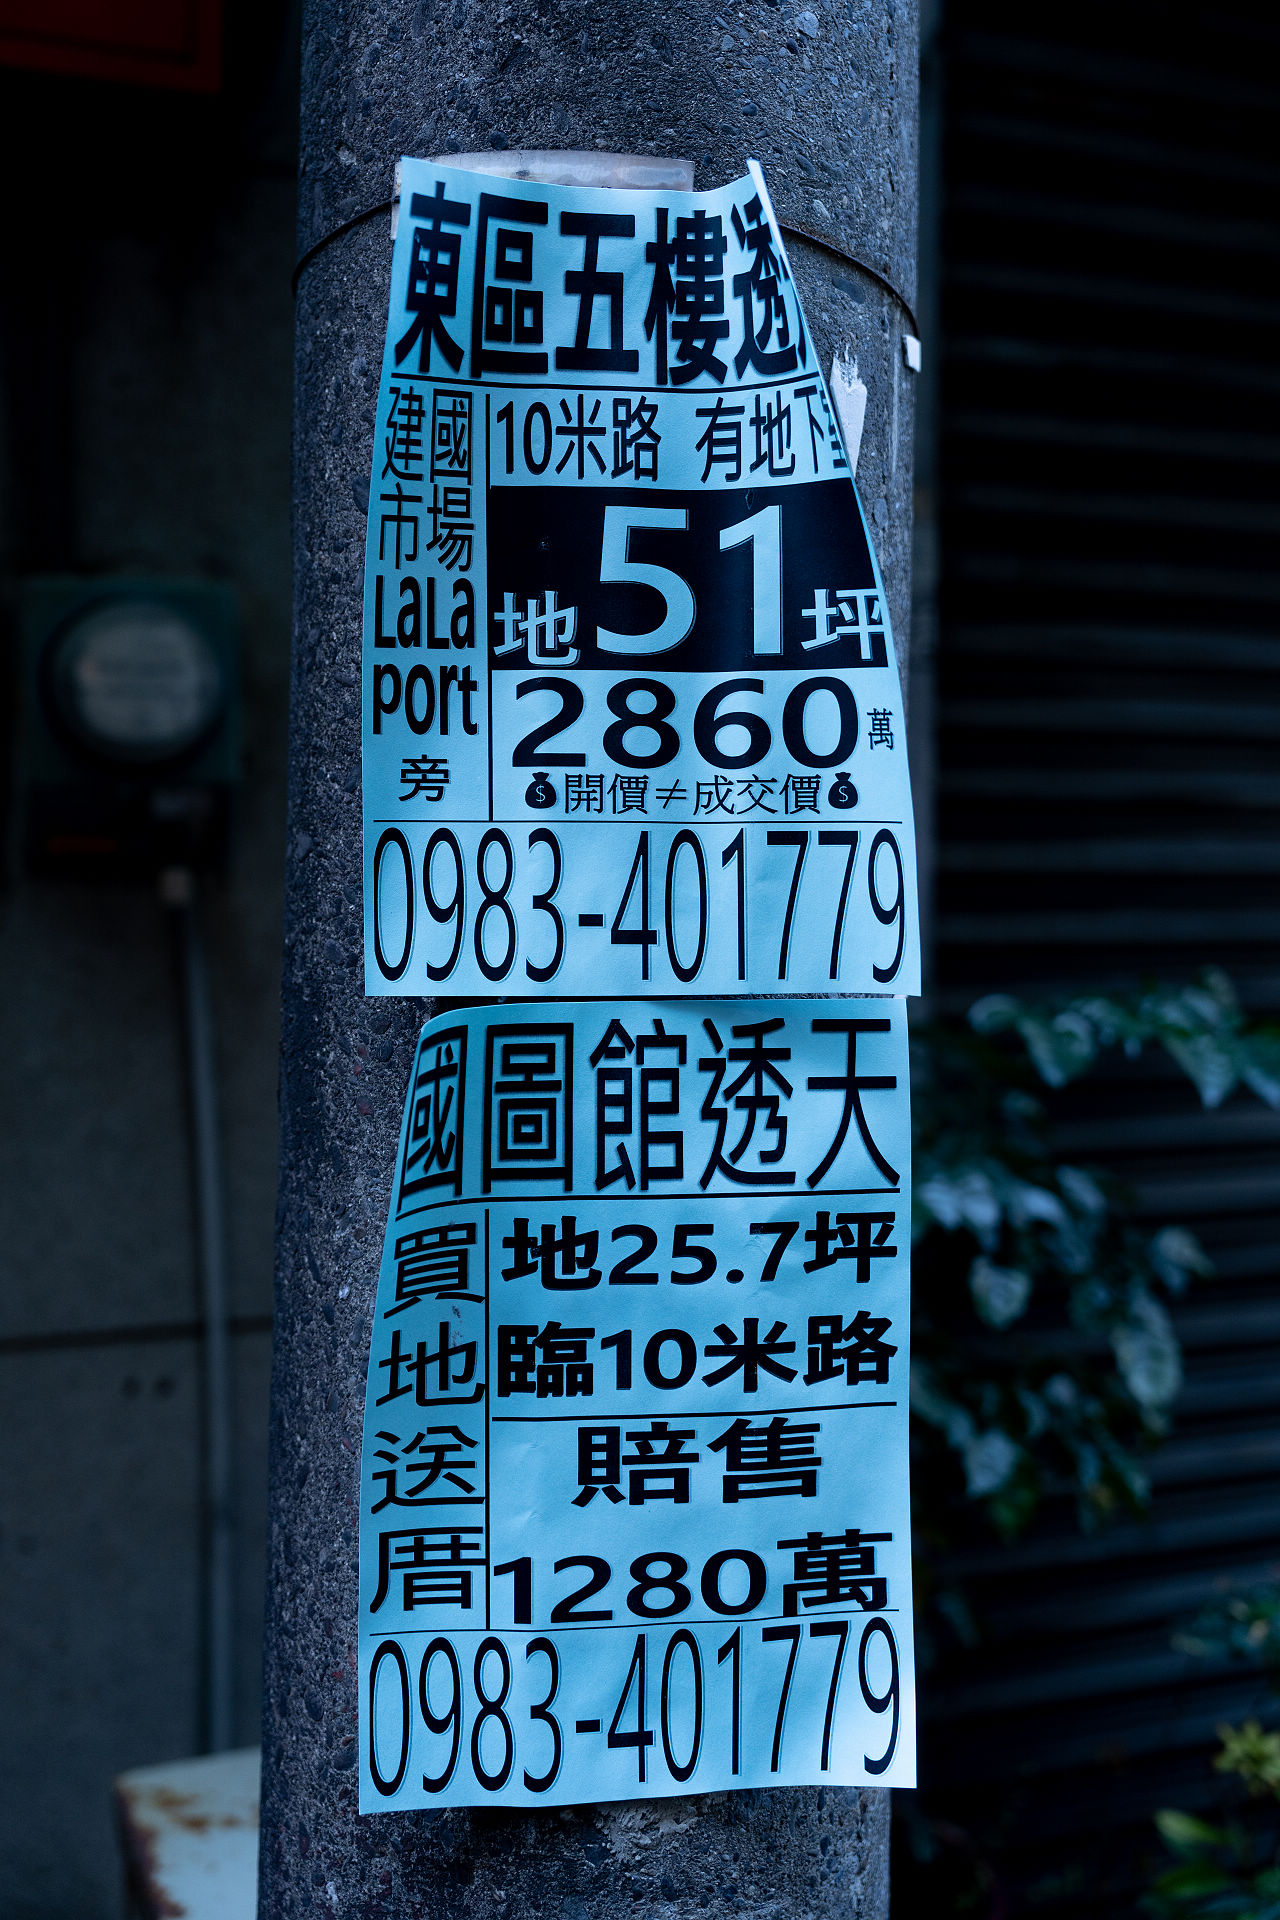 東區五樓透
建國
市場
LaLa
port
旁
10米路 有地下室
地51坪
2860萬
開價≠成交價
0983-401779
國圖館透天
買
地
送
厝
地25.7坪
臨10米路
賠售
1280萬
0983-401779